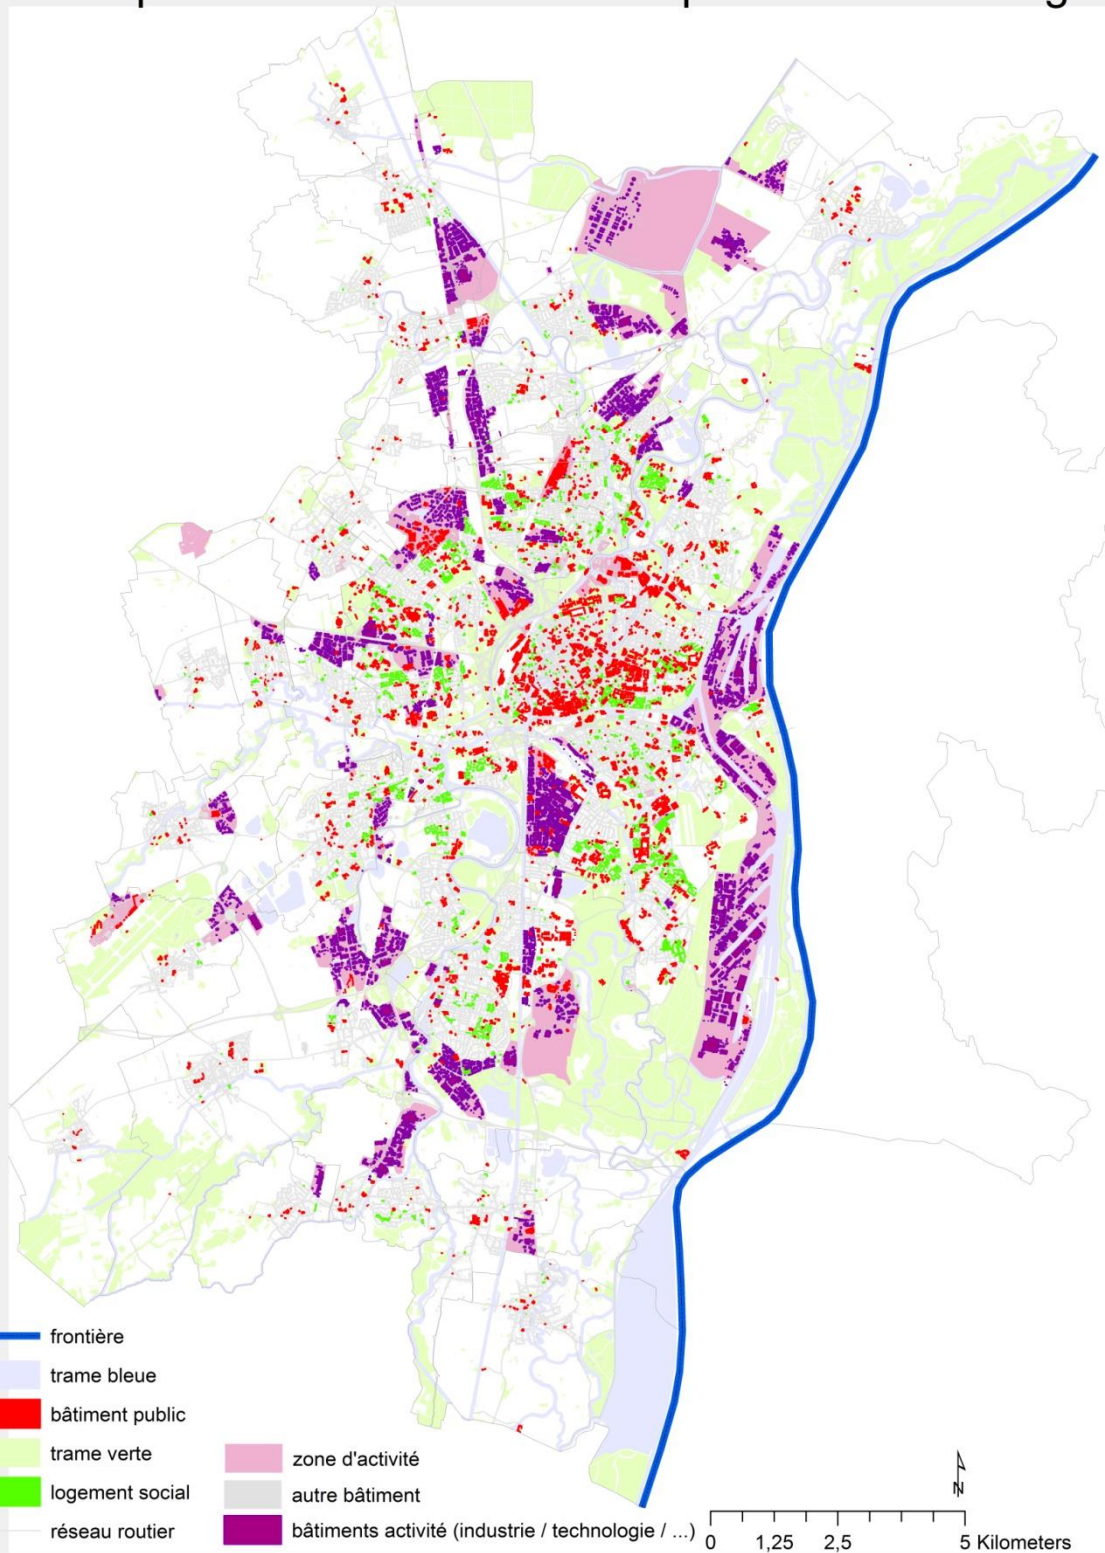 frontière
trame bleue
bâtiment public
trame verte
logement social
réseau routier
zone d'activité
autre bâtiment
bâtiments activité (industrie / technologie / ...)
N
0 1,25 2,5 5 Kilometers